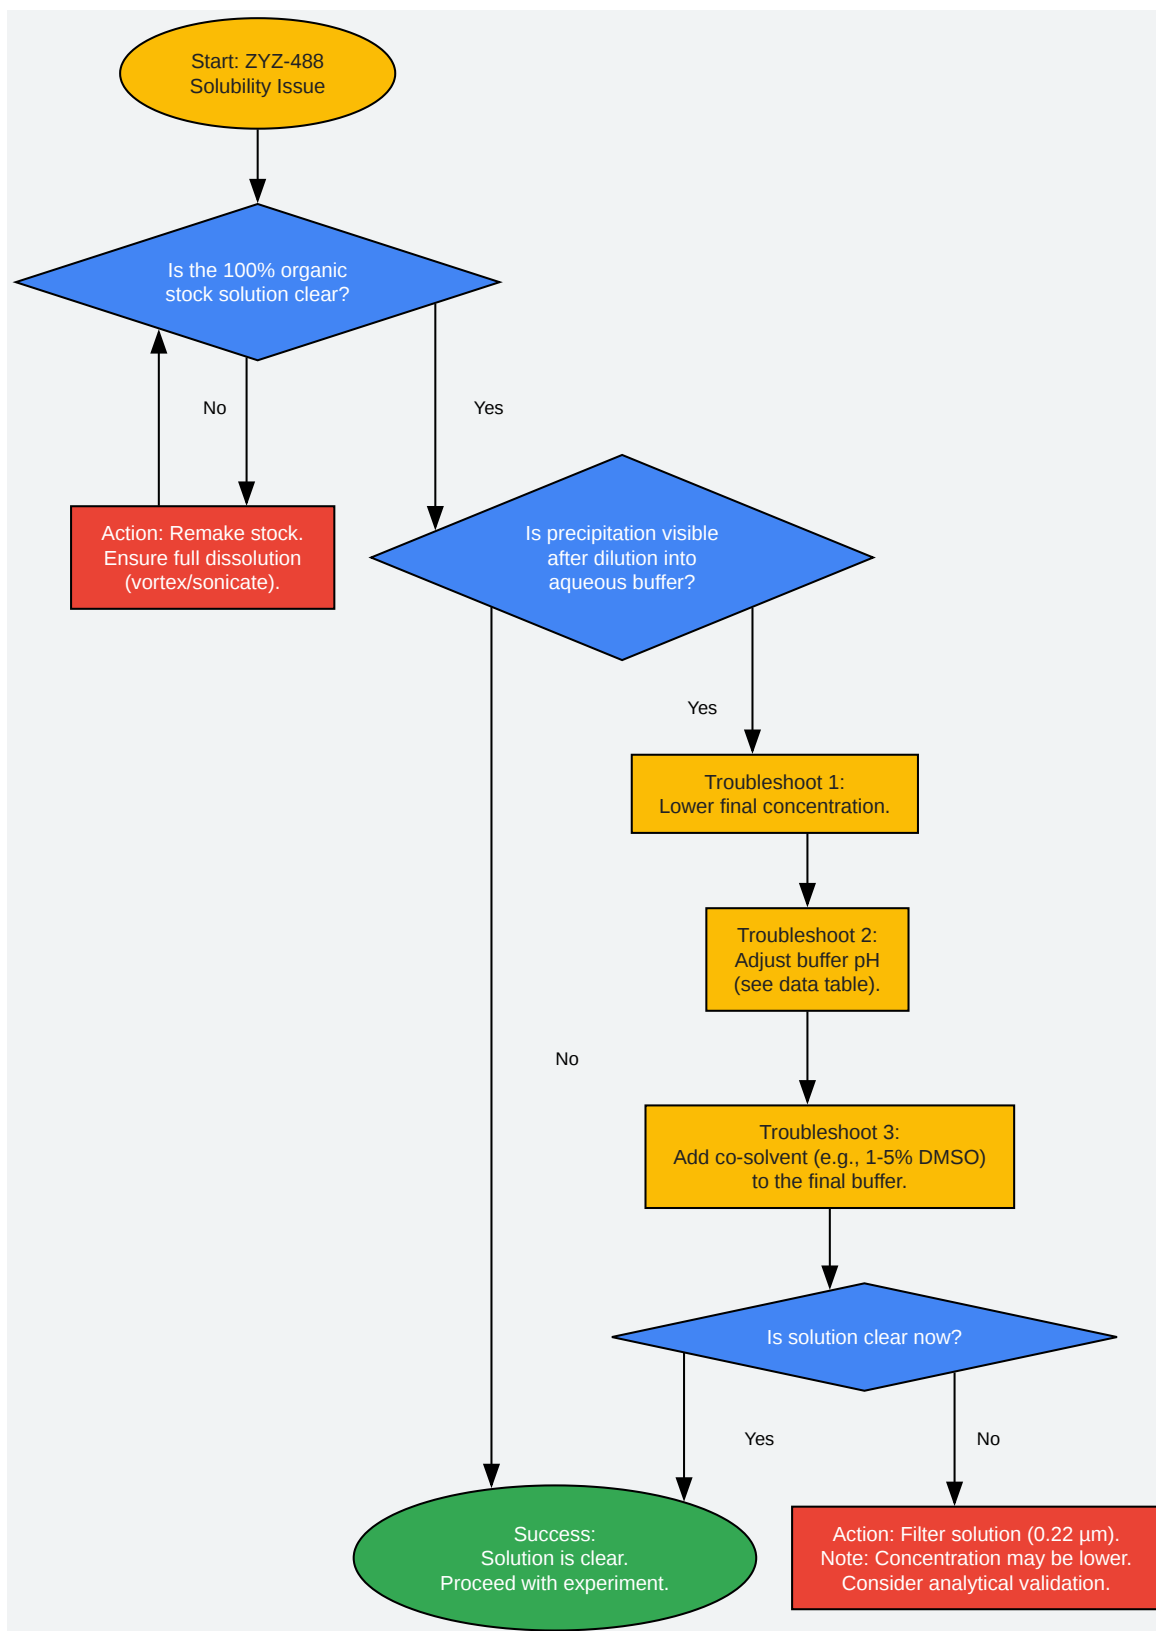 Start: ZYZ-488
Solubility Issue
Is the 100% organic
stock solution clear?
No
Yes
Action: Remake stock.
Ensure full dissolution
(vortex/sonicate).
Is precipitation visible
after dilution into
aqueous buffer?
Yes
Troubleshoot 1:
Lower final concentration.
Troubleshoot 2:
Adjust buffer pH
(see data table).
No
Troubleshoot 3:
Add co-solvent (e.g., 1-5% DMSO)
to the final buffer.
Is solution clear now?
Yes
No
Success:
Solution is clear.
Proceed with experiment.
Action: Filter solution (0.22 µm).
Note: Concentration may be lower.
Consider analytical validation.